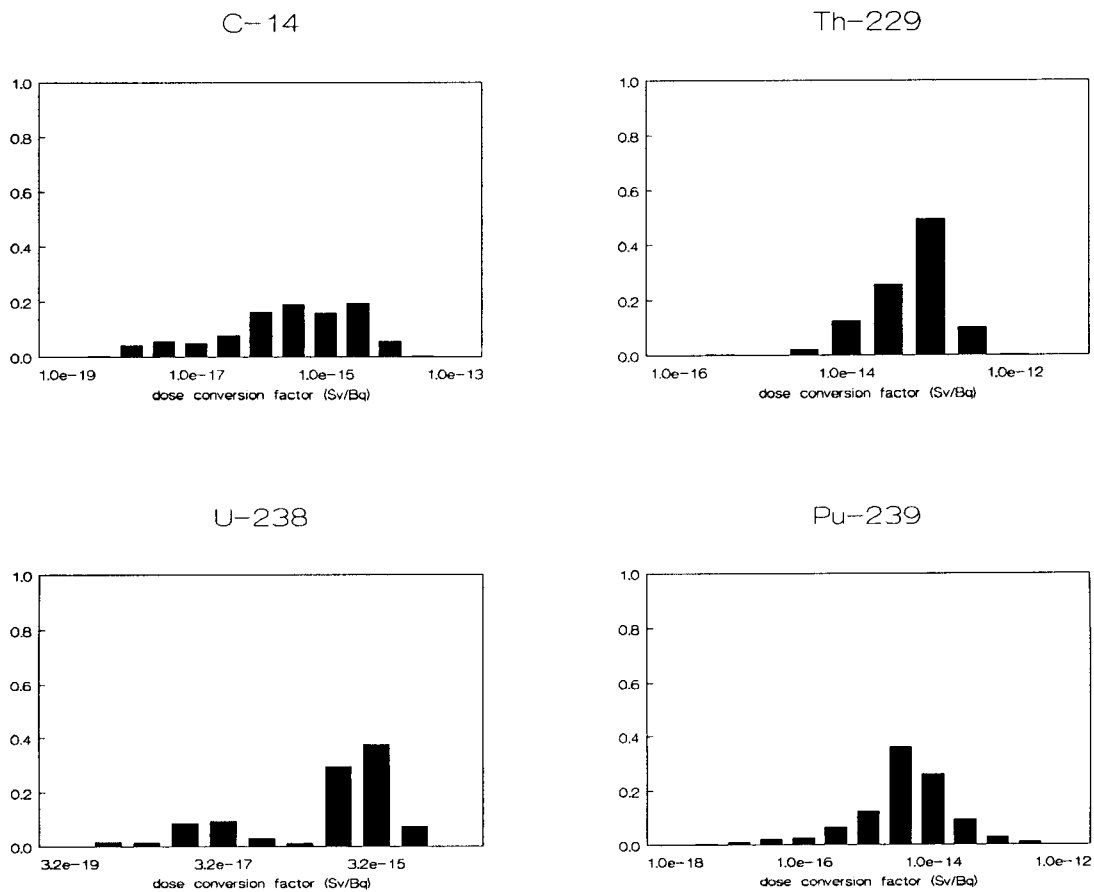 C-14
1.0
0.8
0.6
0.4
0.2
0.0
1.0e-19 1.0e-17 1.0e-15 1.0e-13
dose conversion factor (Sv/Bq)
Th-229
1.0
0.8
0.6
0.4
0.2
0.0
1.0e-16 1.0e-14 1.0e-12
dose conversion factor (Sv/Bq)
U-238
1.0
0.8
0.6
0.4
0.2
0.0
3.2e-19 3.2e-17 3.2e-15
dose conversion factor (Sv/Bq)
Pu-239
1.0
0.8
0.6
0.4
0.2
0.0
1.0e-18 1.0e-16 1.0e-14 1.0e-12
dose conversion factor (Sv/Bq)